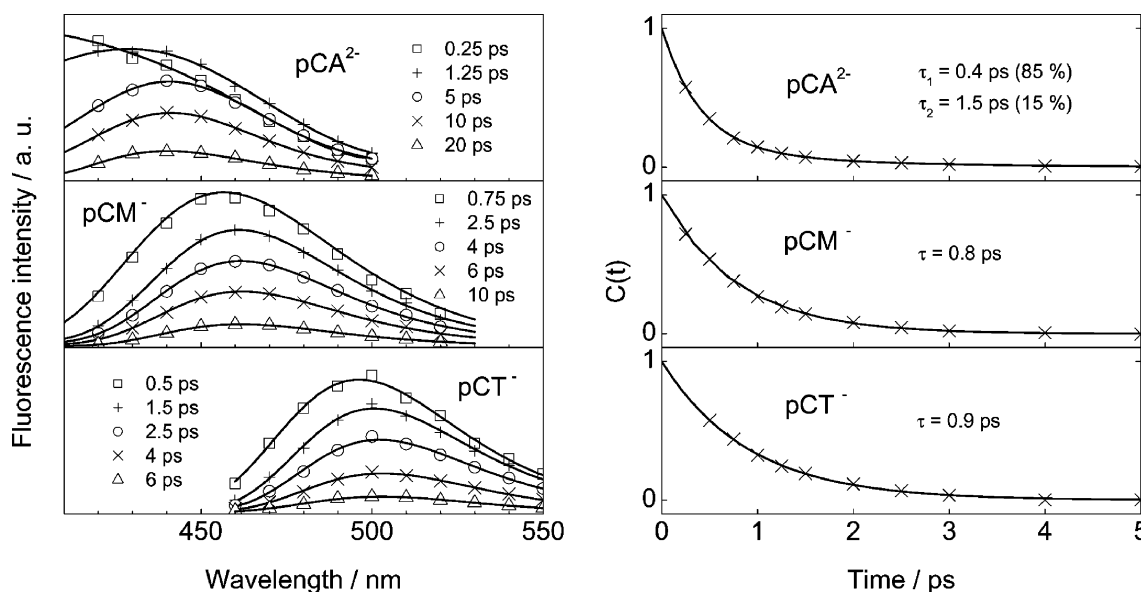 Fluorescence intensity / a. u.
pCA²⁻
0.25 ps
1.25 ps
5 ps
10 ps
20 ps
pCM⁻
0.75 ps
2.5 ps
4 ps
6 ps
10 ps
pCT⁻
0.5 ps
1.5 ps
2.5 ps
4 ps
6 ps
450 500 550
Wavelength / nm
C(t)
1
0
pCA²⁻
τ₁ = 0.4 ps (85 %)
τ₂ = 1.5 ps (15 %)
1
0
pCM⁻
τ = 0.8 ps
1
0
pCT⁻
τ = 0.9 ps
0 1 2 3 4 5
Time / ps